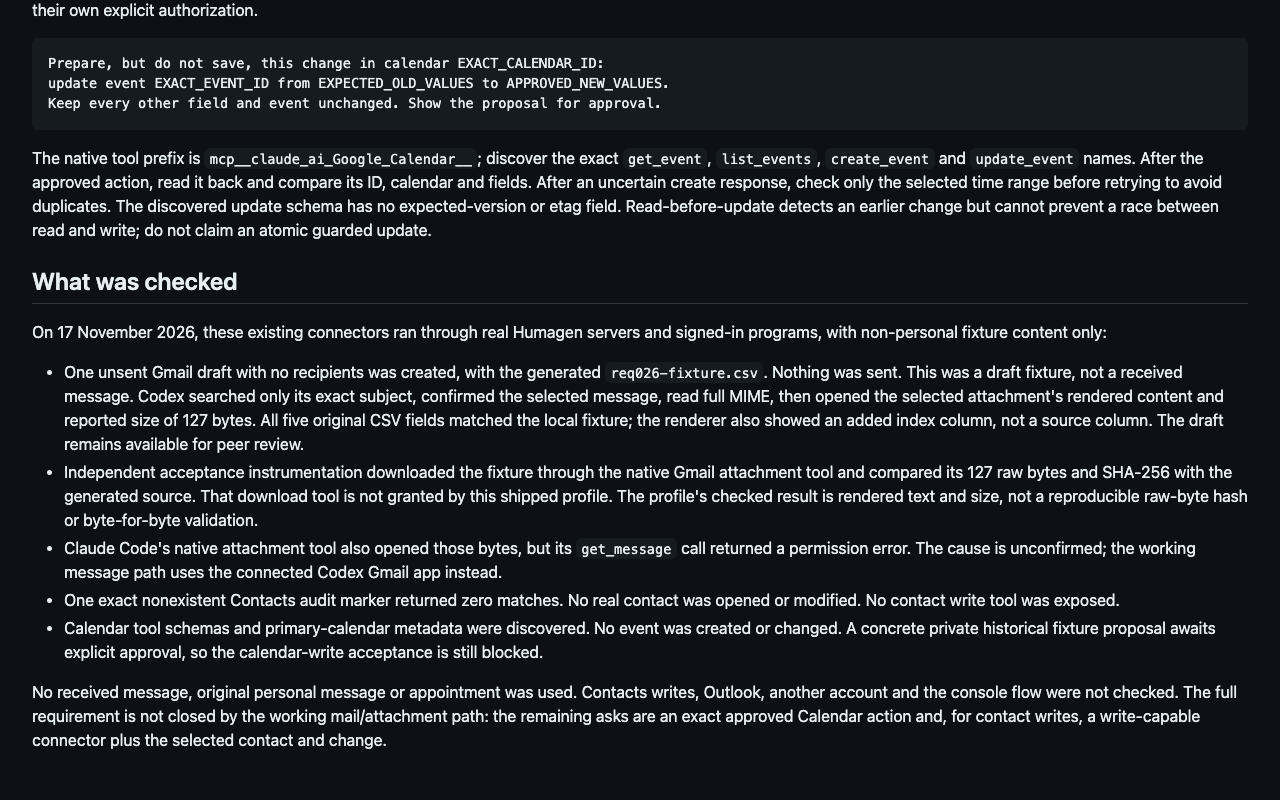 their own explicit authorization.
Prepare, but do not save, this change in calendar EXACT_CALENDAR_ID:
update event EXACT_EVENT_ID from EXPECTED_OLD_VALUES to APPROVED_NEW_VALUES.
Keep every other field and event unchanged. Show the proposal for approval.
The native tool prefix is mcp__claude_ai_Google_Calendar__; discover the exact get_event, list_events, create_event and update_event names. After the
approved action, read it back and compare its ID, calendar and fields. After an uncertain create response, check only the selected time range before retrying to avoid
duplicates. The discovered update schema has no expected-version or etag field. Read-before-update detects an earlier change but cannot prevent a race between
read and write; do not claim an atomic guarded update.
What was checked
On 17 November 2026, these existing connectors ran through real Humagen servers and signed-in programs, with non-personal fixture content only:
• One unsent Gmail draft with no recipients was created, with the generated req026-fixture.csv. Nothing was sent. This was a draft fixture, not a received
message. Codex searched only its exact subject, confirmed the selected message, read full MIME, then opened the selected attachment's rendered content and
reported size of 127 bytes. All five original CSV fields matched the local fixture; the renderer also showed an added index column, not a source column. The draft
remains available for peer review.
• Independent acceptance instrumentation downloaded the fixture through the native Gmail attachment tool and compared its 127 raw bytes and SHA-256 with the
generated source. That download tool is not granted by this shipped profile. The profile's checked result is rendered text and size, not a reproducible raw-byte hash
or byte-for-byte validation.
• Claude Code's native attachment tool also opened those bytes, but its get_message call returned a permission error. The cause is unconfirmed; the working
message path uses the connected Codex Gmail app instead.
• One exact nonexistent Contacts audit marker returned zero matches. No real contact was opened or modified. No contact write tool was exposed.
• Calendar tool schemas and primary-calendar metadata were discovered. No event was created or changed. A concrete private historical fixture proposal awaits
explicit approval, so the calendar-write acceptance is still blocked.
No received message, original personal message or appointment was used. Contacts writes, Outlook, another account and the console flow were not checked. The full
requirement is not closed by the working mail/attachment path: the remaining asks are an exact approved Calendar action and, for contact writes, a write-capable
connector plus the selected contact and change.